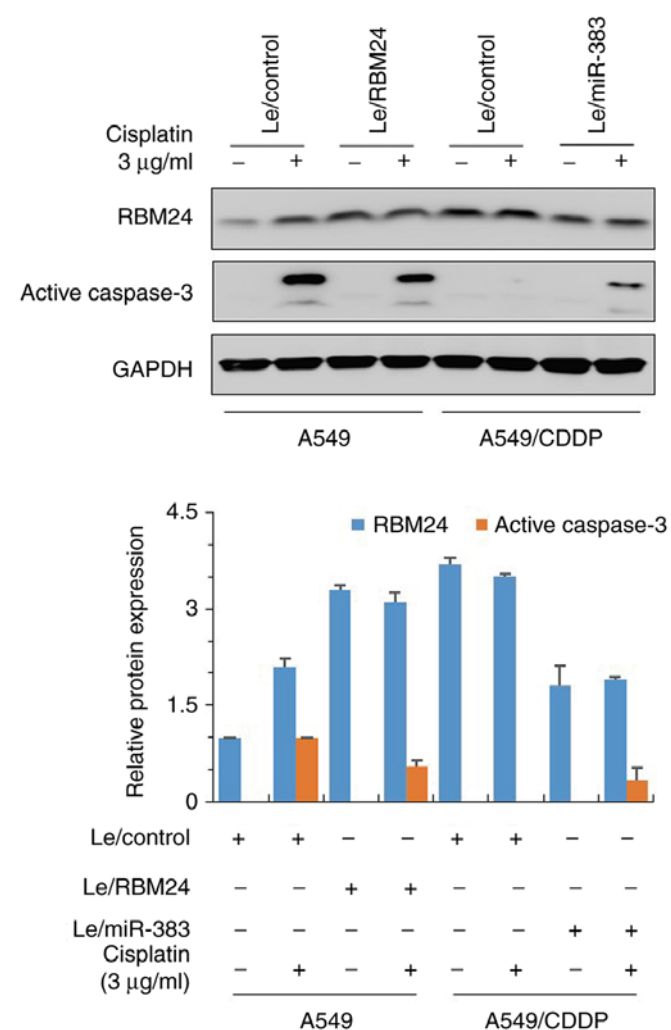 Le/control Le/RBM24 Le/control Le/miR-383
Cisplatin
3 μg/ml − + − + − + − +
RBM24
Active caspase-3
GAPDH
A549 A549/CDDP
4.5
3
1.5
0
Relative protein expression
RBM24 Active caspase-3
Le/control + + − − + + − −
Le/RBM24 − − + + − − − −
Le/miR-383 − − − − − − + +
Cisplatin
(3 μg/ml) − + − + − + − +
A549 A549/CDDP